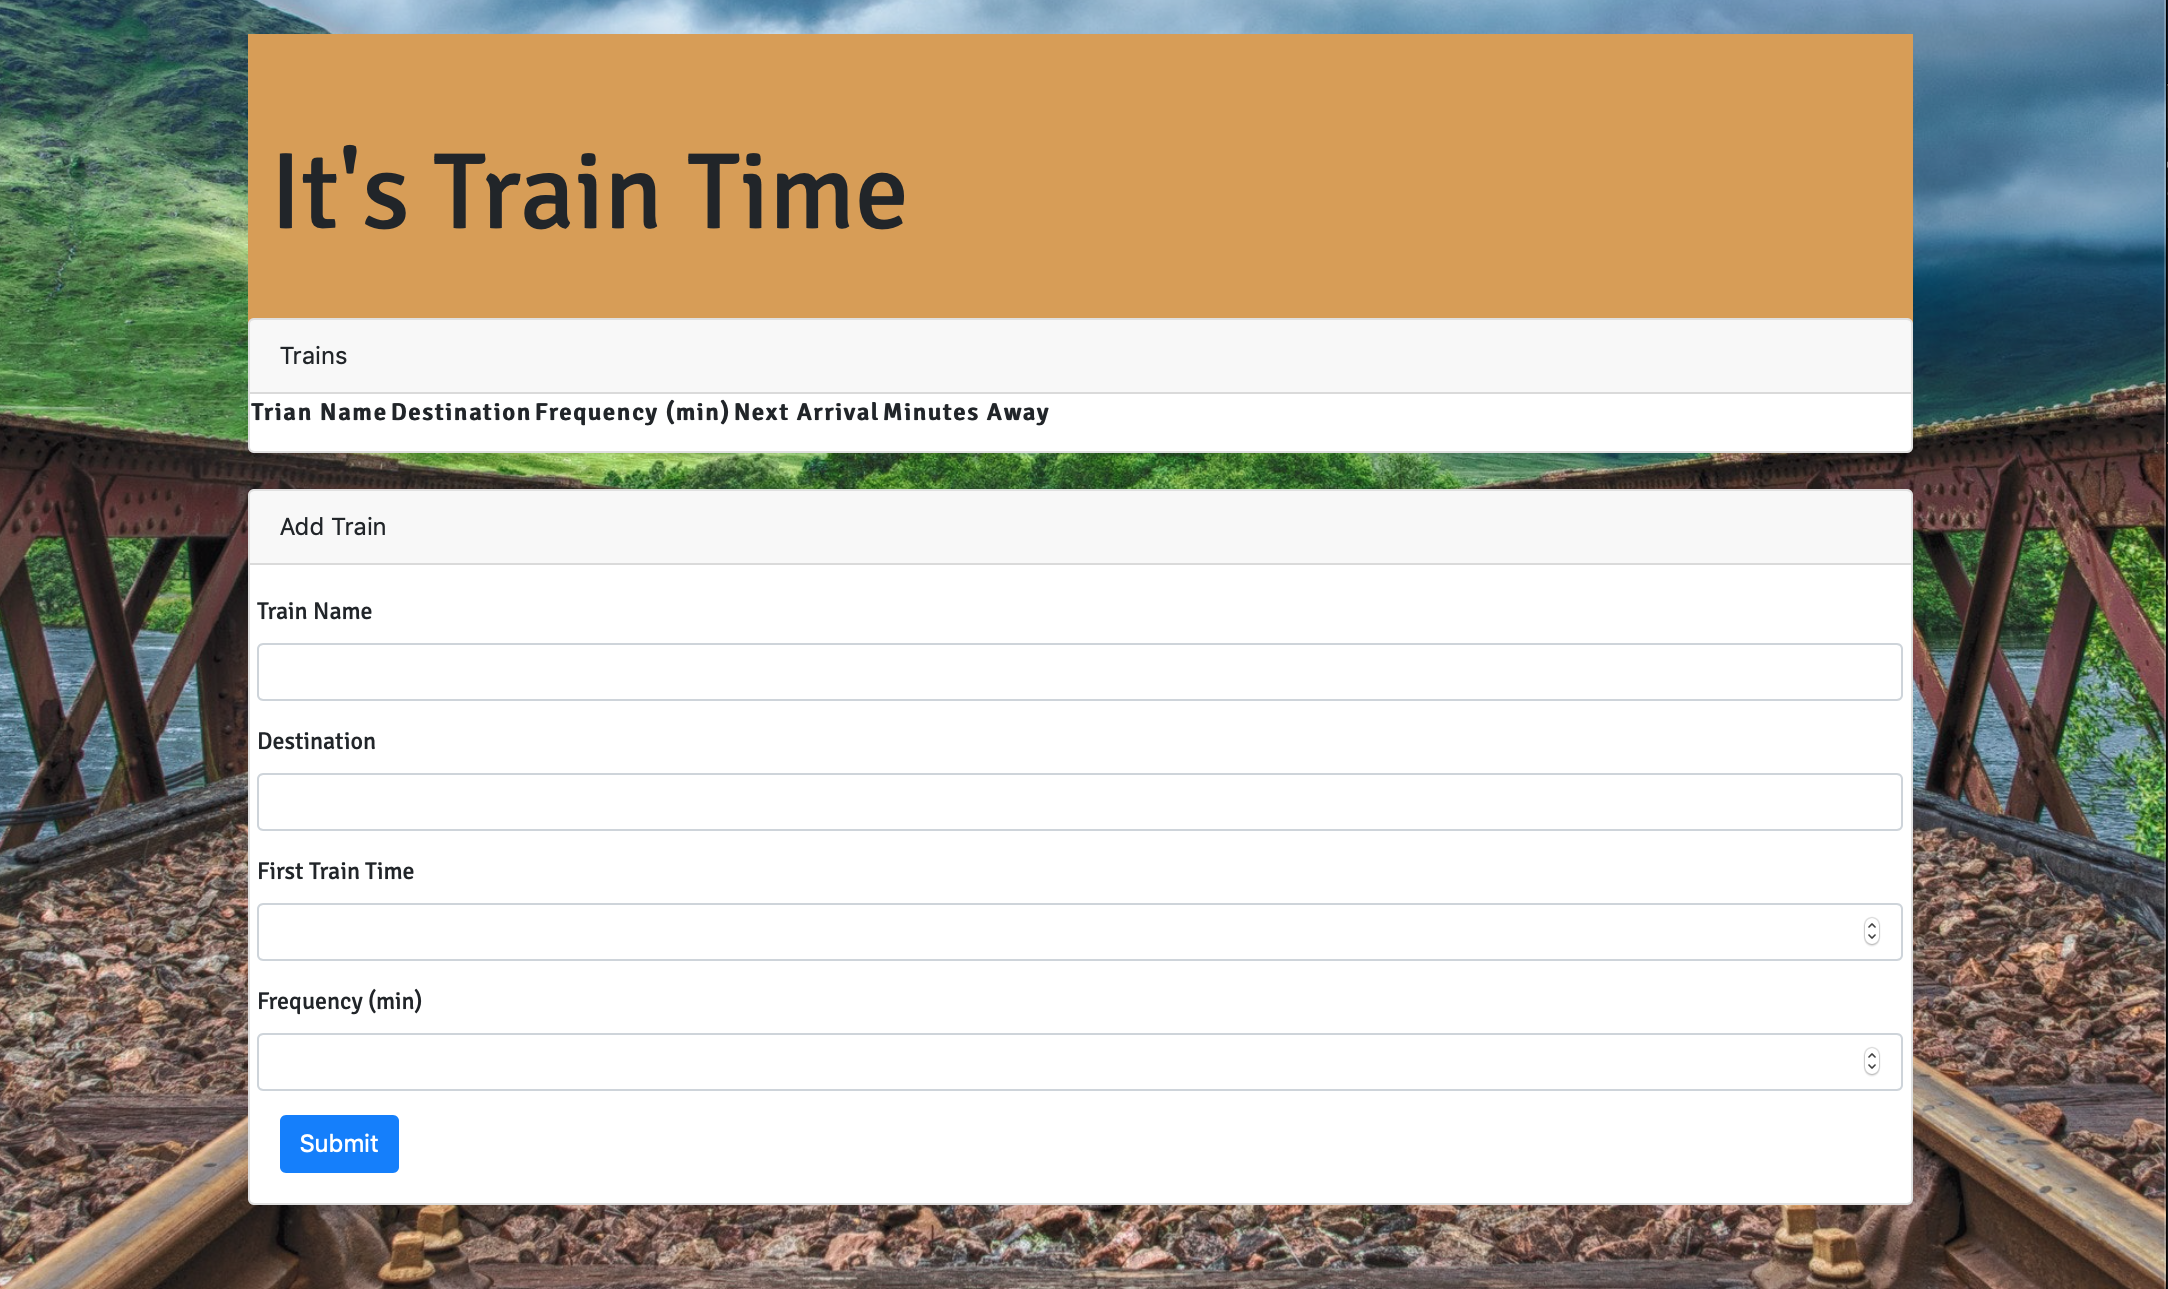 It's Train Time
Trains
Trian Name Destination Frequency (min) Next Arrival Minutes Away
Add Train
Train Name
Destination
First Train Time
Frequency (min)
Submit